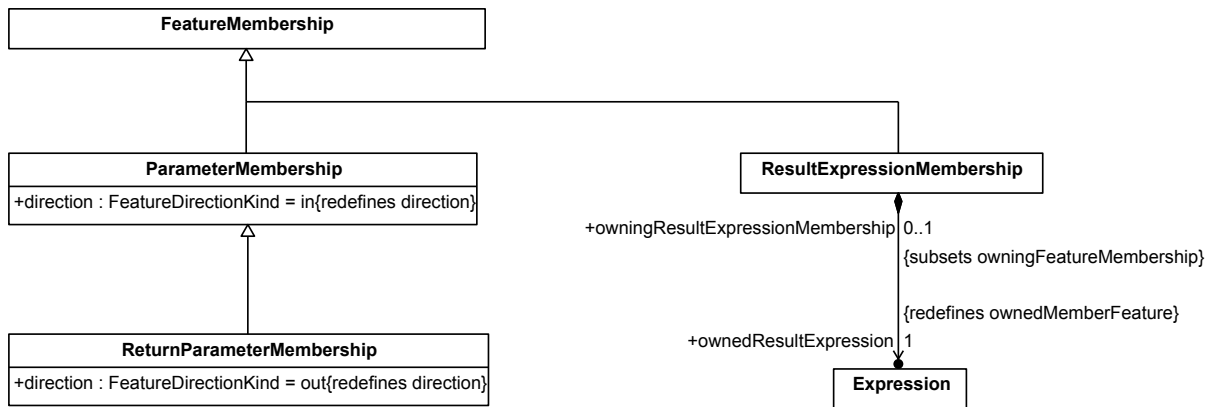 FeatureMembership
ParameterMembership
+direction : FeatureDirectionKind = in{redefines direction}
ResultExpressionMembership
+owningResultExpressionMembership 0..1
{subsets owningFeatureMembership}
{redefines ownedMemberFeature}
+ownedResultExpression 1
ReturnParameterMembership
+direction : FeatureDirectionKind = out{redefines direction}
Expression